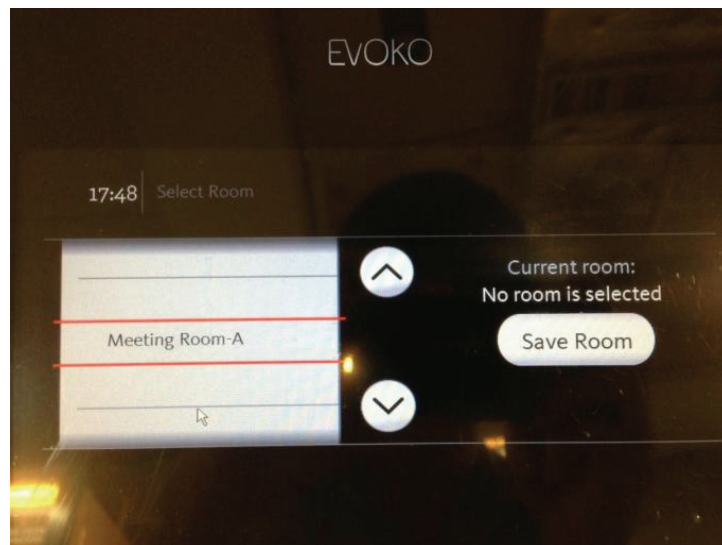 EVOKO
17:48 Select Room
Current room:
No room is selected
Meeting Room-A
Save Room